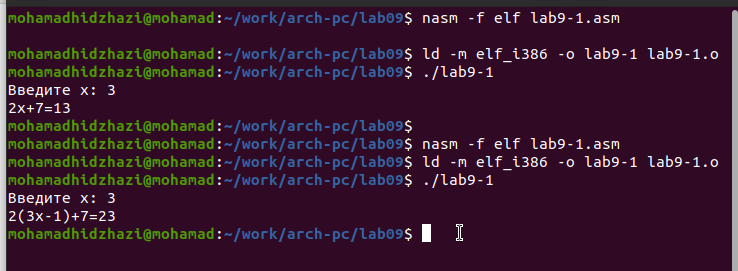 mohamadhidzhazi@mohamad:~/work/arch-pc/lab09$ nasm -f elf lab9-1.asm
mohamadhidzhazi@mohamad:~/work/arch-pc/lab09$ ld -m elf_i386 -o lab9-1 lab9-1.o
mohamadhidzhazi@mohamad:~/work/arch-pc/lab09$ ./lab9-1
Введите x: 3
2x+7=13
mohamadhidzhazi@mohamad:~/work/arch-pc/lab09$
mohamadhidzhazi@mohamad:~/work/arch-pc/lab09$ nasm -f elf lab9-1.asm
mohamadhidzhazi@mohamad:~/work/arch-pc/lab09$ ld -m elf_i386 -o lab9-1 lab9-1.o
mohamadhidzhazi@mohamad:~/work/arch-pc/lab09$ ./lab9-1
Введите x: 3
2(3x-1)+7=23
mohamadhidzhazi@mohamad:~/work/arch-pc/lab09$